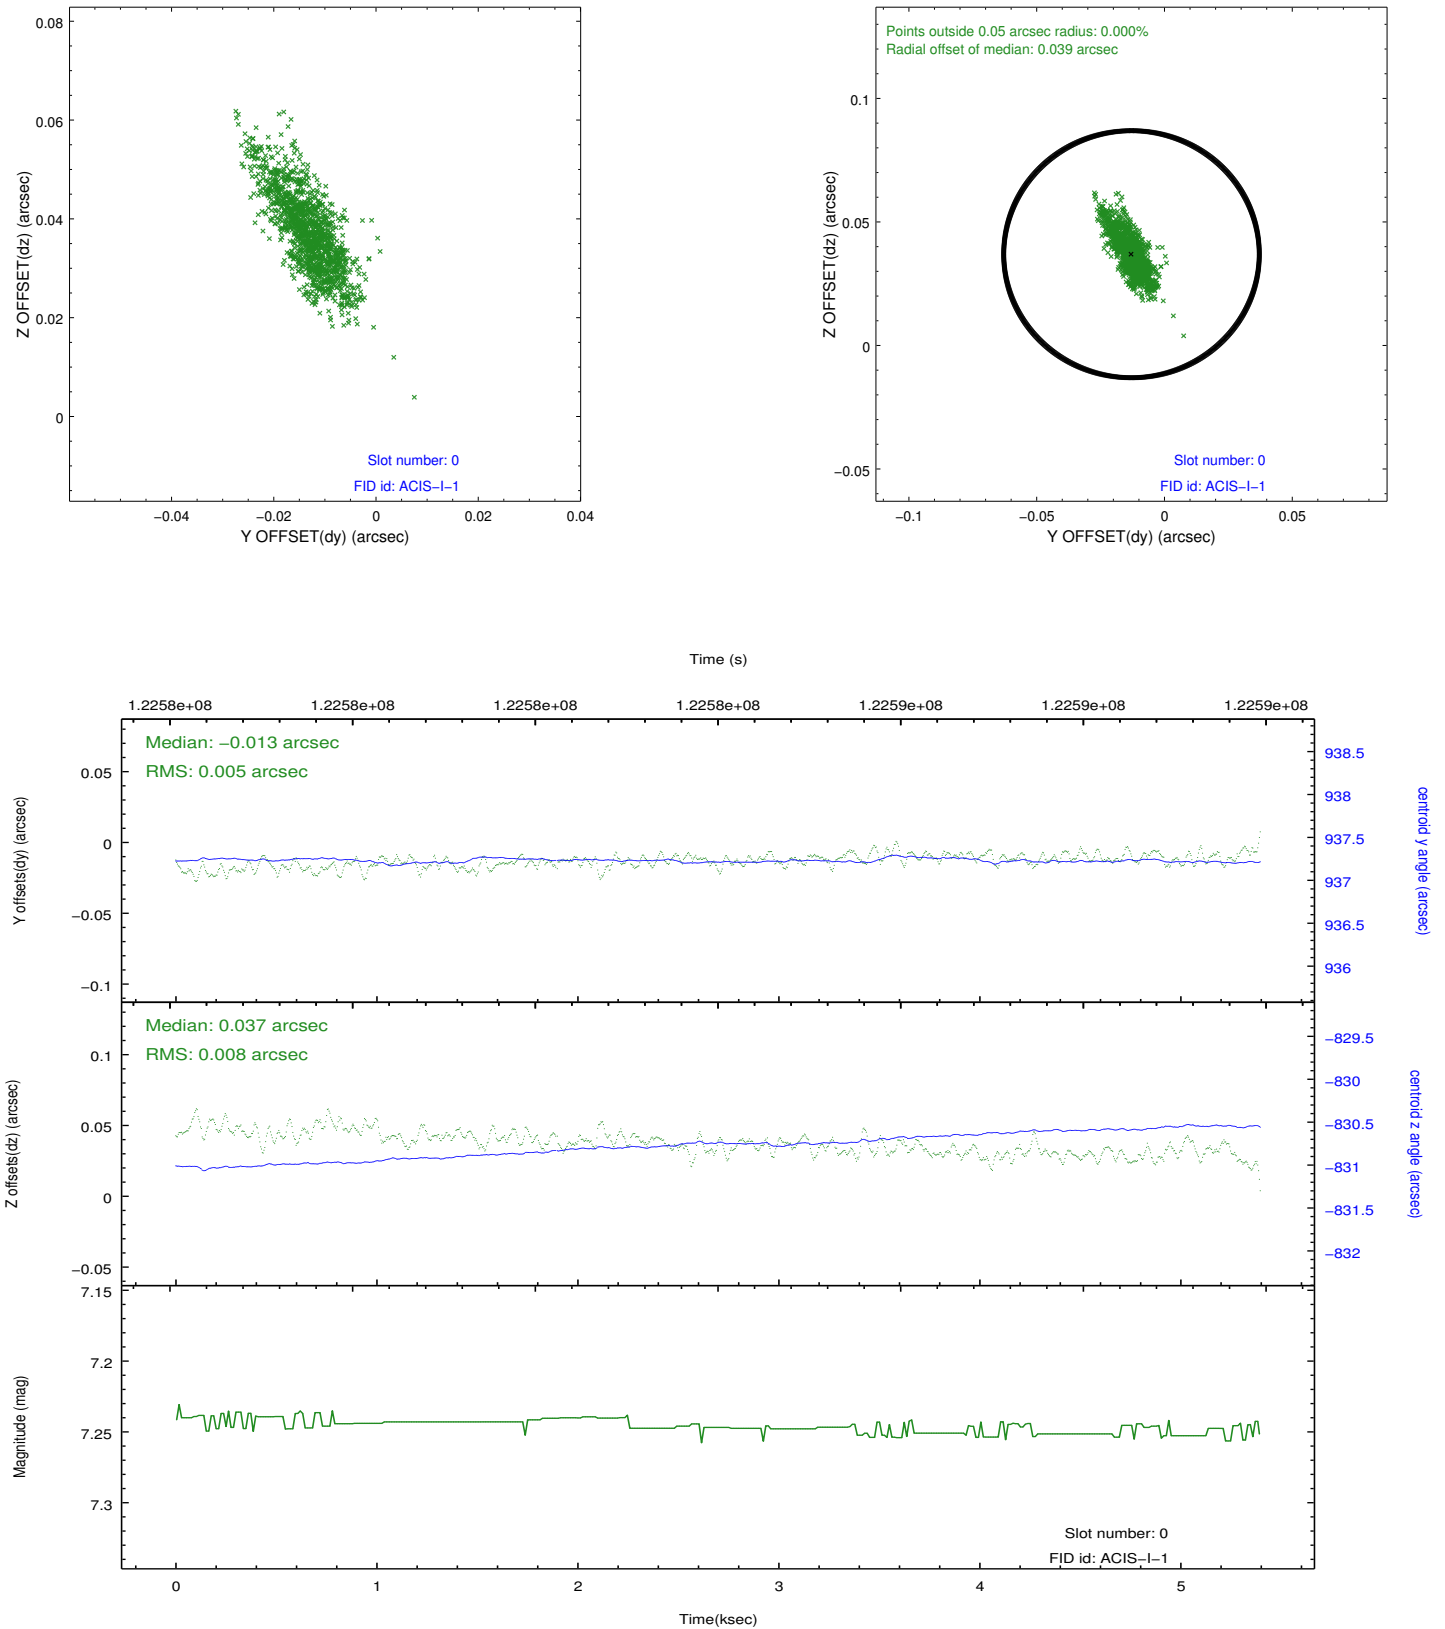 0.08
0.06
0.04
0.02
0
−0.04
−0.02
0
0.02
0.04
Z OFFSET(dz) (arcsec)
Y OFFSET(dy) (arcsec)
Slot number: 0
FID id: ACIS−I−1
Points outside 0.05 arcsec radius: 0.000%
Radial offset of median: 0.039 arcsec
0.1
0.05
0
−0.05
−0.1
−0.05
0
0.05
Z OFFSET(dz) (arcsec)
Y OFFSET(dy) (arcsec)
Slot number: 0
FID id: ACIS−I−1
Time (s)
1.2258e+08
1.2258e+08
1.2258e+08
1.2258e+08
1.2259e+08
1.2259e+08
1.2259e+08
Median: −0.013 arcsec
RMS: 0.005 arcsec
0.05
0
−0.05
−0.1
Y offsets(dy) (arcsec)
938.5
938
937.5
937
936.5
936
centroid y angle (arcsec)
Median: 0.037 arcsec
RMS: 0.008 arcsec
0.1
0.05
0
−0.05
Z offsets(dz) (arcsec)
−829.5
−830
−830.5
−831
−831.5
−832
centroid z angle (arcsec)
7.15
7.2
7.25
7.3
Magnitude (mag)
Slot number: 0
FID id: ACIS−I−1
0
1
2
3
4
5
Time(ksec)